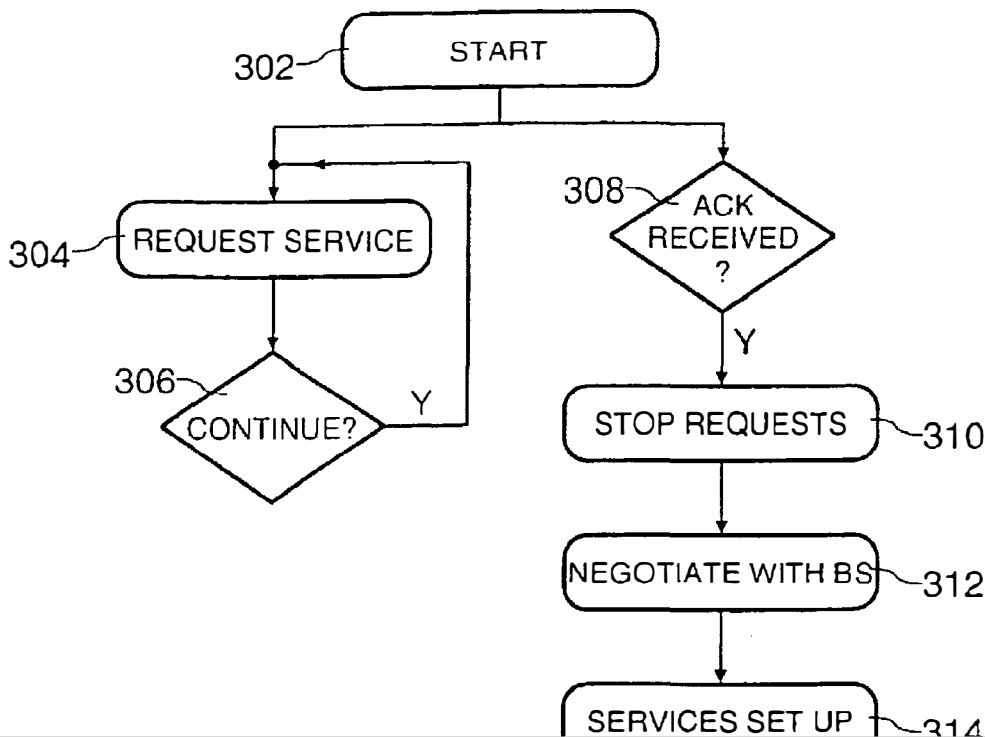 302
START
304
REQUEST SERVICE
306
CONTINUE?
Y
308
ACK
RECEIVED
?
Y
STOP REQUESTS
310
NEGOTIATE WITH BS
312
SERVICES SET UP
314